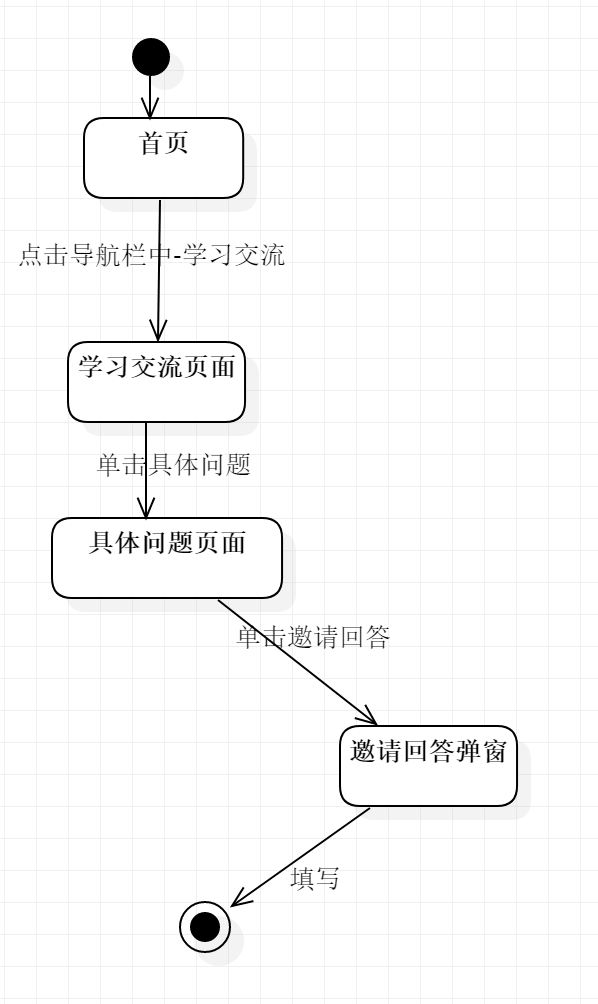 首页
点击导航栏中-学习交流
学习交流页面
单击具体问题
具体问题页面
单击邀请回答
邀请回答弹窗
填写